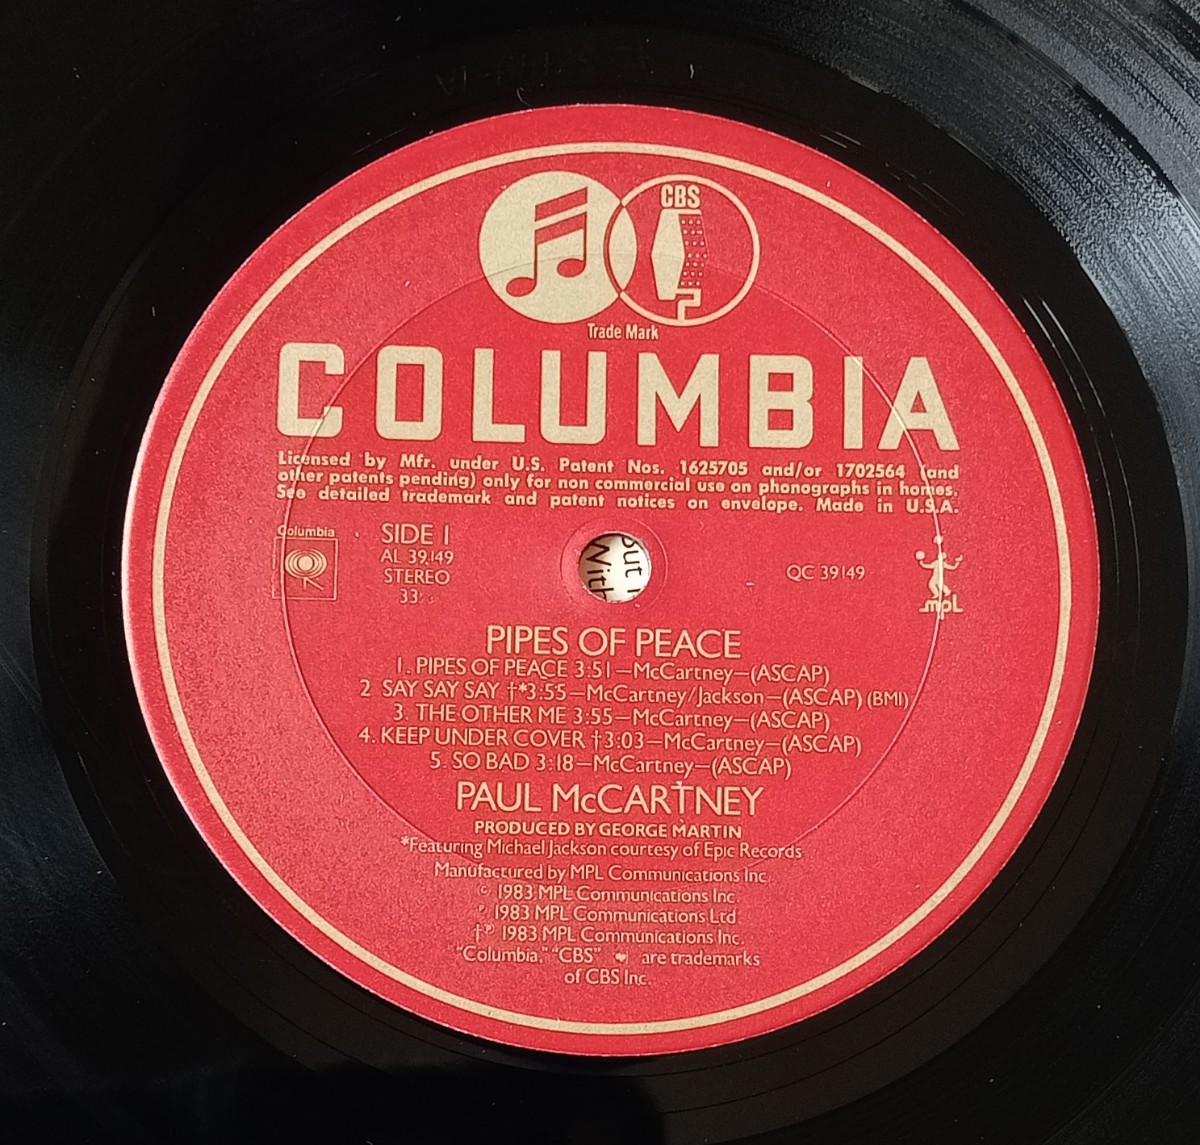 CBS
Trade Mark
COLUMBIA
Licensed by Mfr. under U.S. Patent Nos. 1625705 and/or 1702564 (and
other patents pending) only for non commercial use on phonographs in homes.
See detailed trademark and patent notices on envelope. Made in U.S.A.
Columbia
SIDE 1
AL 39149
STEREO
33
QC 39149
mpL
but
With
PIPES OF PEACE
1. PIPES OF PEACE 3:51—McCartney—(ASCAP)
2 SAY SAY SAY †*3:55—McCartney/Jackson—(ASCAP) (BMI)
3. THE OTHER ME 3:55—McCartney—(ASCAP)
4. KEEP UNDER COVER †3:03—McCartney—(ASCAP)
5. SO BAD 3:18—McCartney—(ASCAP)
PAUL McCARTNEY
PRODUCED BY GEORGE MARTIN
*Featuring Michael Jackson courtesy of Epic Records
Manufactured by MPL Communications Inc.
© 1983 MPL Communications Inc.
℗ 1983 MPL Communications Ltd.
†℗ 1983 MPL Communications Inc.
"Columbia," "CBS" are trademarks
of CBS Inc.